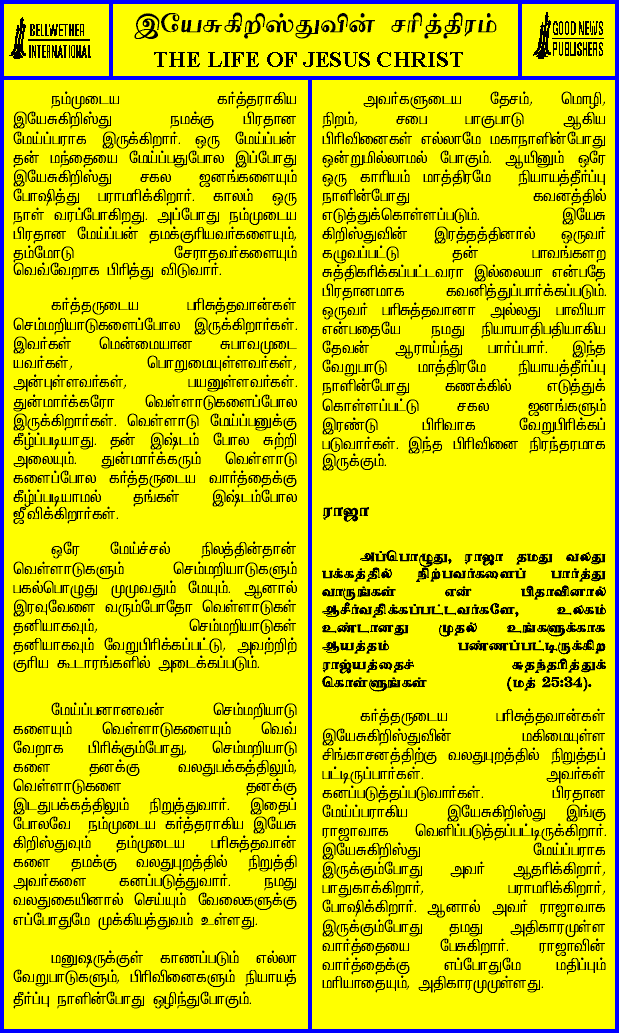 BELLWETHER
INTERNATIONAL
இயேசுகிறிஸ்துவின் சரித்திரம்
THE LIFE OF JESUS CHRIST
GOOD NEWS
PUBLISHERS
நம்முடைய கர்த்தராகிய
இயேசுகிறிஸ்து நமக்கு பிரதான
மேய்ப்பராக இருக்கிறார். ஒரு மேய்ப்பன்
தன் மந்தையை மேய்ப்பதுபோல இப்போது
இயேசுகிறிஸ்து சகல ஜனங்களையும்
போஷித்து பராமரிக்கிறார். காலம் ஒரு
நாள் வரப்போகிறது. அப்போது நம்முடைய
பிரதான மேய்ப்பன் தமக்குரியவர்களையும்,
தம்மோடு சேராதவர்களையும்
வெவ்வேறாக பிரித்து விடுவார்.
கர்த்தருடைய பரிசுத்தவான்கள்
செம்மறியாடுகளைப்போல இருக்கிறார்கள்.
இவர்கள் மென்மையான சுபாவமுடை
யவர்கள், பொறுமையுள்ளவர்கள்,
அன்புள்ளவர்கள், பயனுள்ளவர்கள்.
துன்மார்க்கரோ வெள்ளாடுகளைப்போல
இருக்கிறார்கள். வெள்ளாடு மேய்ப்பனுக்கு
கீழ்ப்படியாது. தன் இஷ்டம் போல சுற்றி
அலையும். துன்மார்க்கரும் வெள்ளாடு
களைப்போல கர்த்தருடைய வார்த்தைக்கு
கீழ்ப்படியாமல் தங்கள் இஷ்டம்போல
ஜீவிக்கிறார்கள்.
ஒரே மேய்ச்சல் நிலத்தின்தான்
வெள்ளாடுகளும் செம்மறியாடுகளும்
பகல்பொழுது முழுவதும் மேயும். ஆனால்
இரவுவேளை வரும்போதோ வெள்ளாடுகள்
தனியாகவும், செம்மறியாடுகள்
தனியாகவும் வேறுபிரிக்கப்பட்டு, அவற்றிற்
குரிய கூடாரங்களில் அடைக்கப்படும்.
மேய்ப்பனானவன் செம்மறியாடு
களையும் வெள்ளாடுகளையும் வெவ்
வேறாக பிரிக்கும்போது, செம்மறியாடு
களை தனக்கு வலதுபக்கத்திலும்,
வெள்ளாடுகளை தனக்கு
இடதுபக்கத்திலும் நிறுத்துவார். இதைப்
போலவே நம்முடைய கர்த்தராகிய இயேசு
கிறிஸ்துவும் தம்முடைய பரிசுத்தவான்
களை தமக்கு வலதுபுறத்தில் நிறுத்தி
அவர்களை கனப்படுத்துவார். நமது
வலதுகையினால் செய்யும் வேலைகளுக்கு
எப்போதுமே முக்கியத்துவம் உள்ளது.
மனுஷருக்குள் காணப்படும் எல்லா
வேறுபாடுகளும், பிரிவினைகளும் நியாயத்
தீர்ப்பு நாளின்போது ஒழிந்துபோகும்.
அவர்களுடைய தேசம், மொழி,
நிறம், சபை பாகுபாடு ஆகிய
பிரிவினைகள் எல்லாமே மகாநாளின்போது
ஒன்றுமில்லாமல் போகும். ஆயினும் ஒரே
ஒரு காரியம் மாத்திரமே நியாயத்தீர்ப்பு
நாளின்போது கவனத்தில்
எடுத்துக்கொள்ளப்படும். இயேசு
கிறிஸ்துவின் இரத்தத்தினால் ஒருவர்
கழுவப்பட்டு தன் பாவங்களற
சுத்திகரிக்கப்பட்டவரா இல்லையா என்பதே
பிரதானமாக கவனித்துப்பார்க்கப்படும்.
ஒருவர் பரிசுத்தவானா அல்லது பாவியா
என்பதையே நமது நியாயாதிபதியாகிய
தேவன் ஆராய்ந்து பார்ப்பார். இந்த
வேறுபாடு மாத்திரமே நியாயத்தீர்ப்பு
நாளின்போது கணக்கில் எடுத்துக்
கொள்ளப்பட்டு சகல ஜனங்களும்
இரண்டு பிரிவாக வேறுபிரிக்கப்
படுவார்கள். இந்த பிரிவினை நிரந்தரமாக
இருக்கும்.
ராஜா
அப்பொழுது, ராஜா தமது வலது
பக்கத்தில் நிற்பவர்களைப் பார்த்து
வாருங்கள் என் பிதாவினால்
ஆசீர்வதிக்கப்பட்டவர்களே, உலகம்
உண்டானது முதல் உங்களுக்காக
ஆயத்தம் பண்ணப்பட்டிருக்கிற
ராஜ்யத்தைச் சுதந்தரித்துக்
கொள்ளுங்கள் (மத் 25:34).
கர்த்தருடைய பரிசுத்தவான்கள்
இயேசுகிறிஸ்துவின் மகிமையுள்ள
சிங்காசனத்திற்கு வலதுபுறத்தில் நிறுத்தப்
பட்டிருப்பார்கள். அவர்கள்
கனப்படுத்தப்படுவார்கள். பிரதான
மேய்ப்பராகிய இயேசுகிறிஸ்து இங்கு
ராஜாவாக வெளிப்படுத்தப்பட்டிருக்கிறார்.
இயேசுகிறிஸ்து மேய்ப்பராக
இருக்கும்போது அவர் ஆதரிக்கிறார்,
பாதுகாக்கிறார், பராமரிக்கிறார்,
போஷிக்கிறார். ஆனால் அவர் ராஜாவாக
இருக்கும்போது தமது அதிகாரமுள்ள
வார்த்தையை பேசுகிறார். ராஜாவின்
வார்த்தைக்கு எப்போதுமே மதிப்பும்
மரியாதையும், அதிகாரமுமுள்ளது.